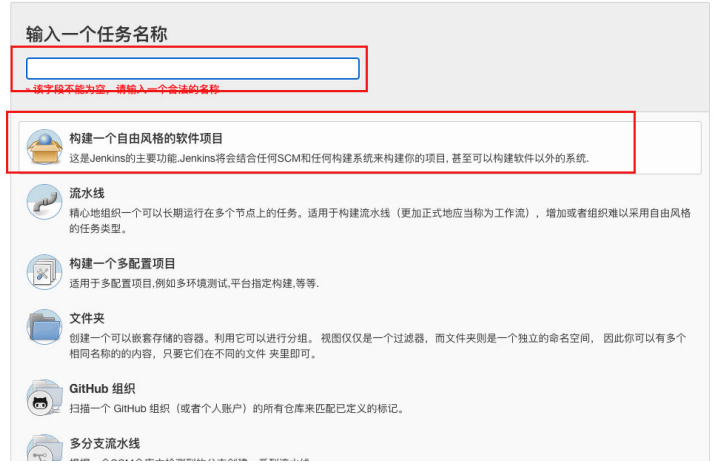 输入一个任务名称
» 该字段不能为空，请输入一个合法的名称
构建一个自由风格的软件项目
这是Jenkins的主要功能.Jenkins将会结合任何SCM和任何构建系统来构建你的项目, 甚至可以构建软件以外的系统.
流水线
精心地组织一个可以长期运行在多个节点上的任务。适用于构建流水线（更加正式地应当称为工作流），增加或者组织难以采用自由风格
的任务类型。
构建一个多配置项目
适用于多配置项目,例如多环境测试,平台指定构建,等等.
文件夹
创建一个可以嵌套存储的容器。利用它可以进行分组。 视图仅仅是一个过滤器，而文件夹则是一个独立的命名空间， 因此你可以有多个
相同名称的的内容，只要它们在不同的文件 夹里即可。
GitHub 组织
扫描一个 GitHub 组织（或者个人账户）的所有仓库来匹配已定义的标记。
多分支流水线